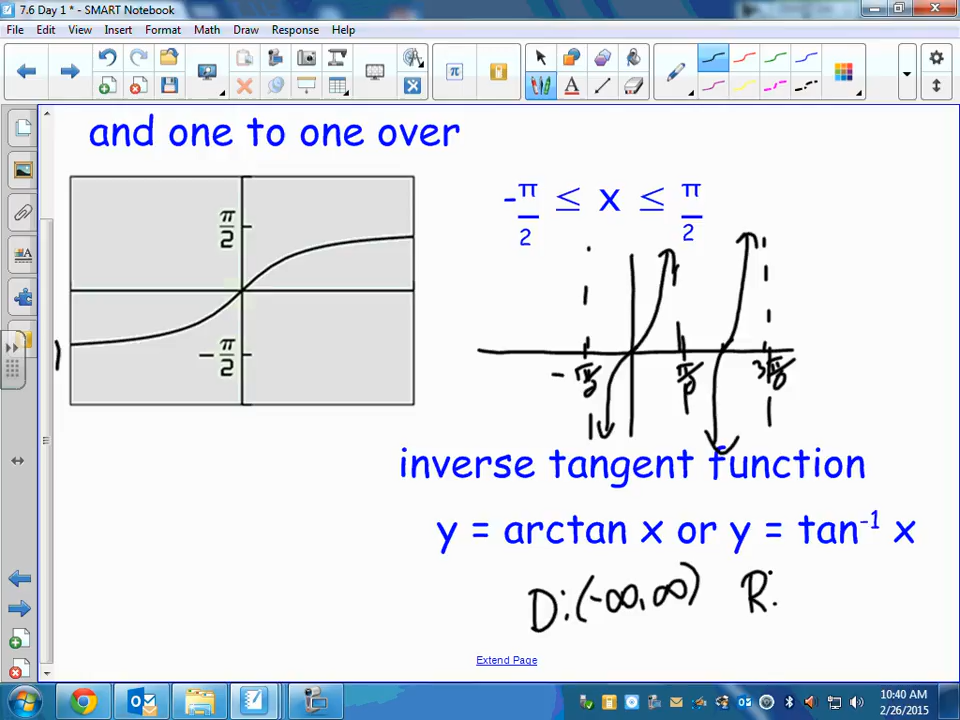 7.6 Day 1 * - SMART Notebook
File Edit View Insert Format Math Draw Response Help
and one to one over
-π/2 ≤ x ≤ π/2
π/2
-π/2
-π/2 π/2 3π/2
inverse tangent function
y = arctan x or y = tan⁻¹ x
D: (-∞, ∞) R:
Extend Page
10:40 AM
2/26/2015